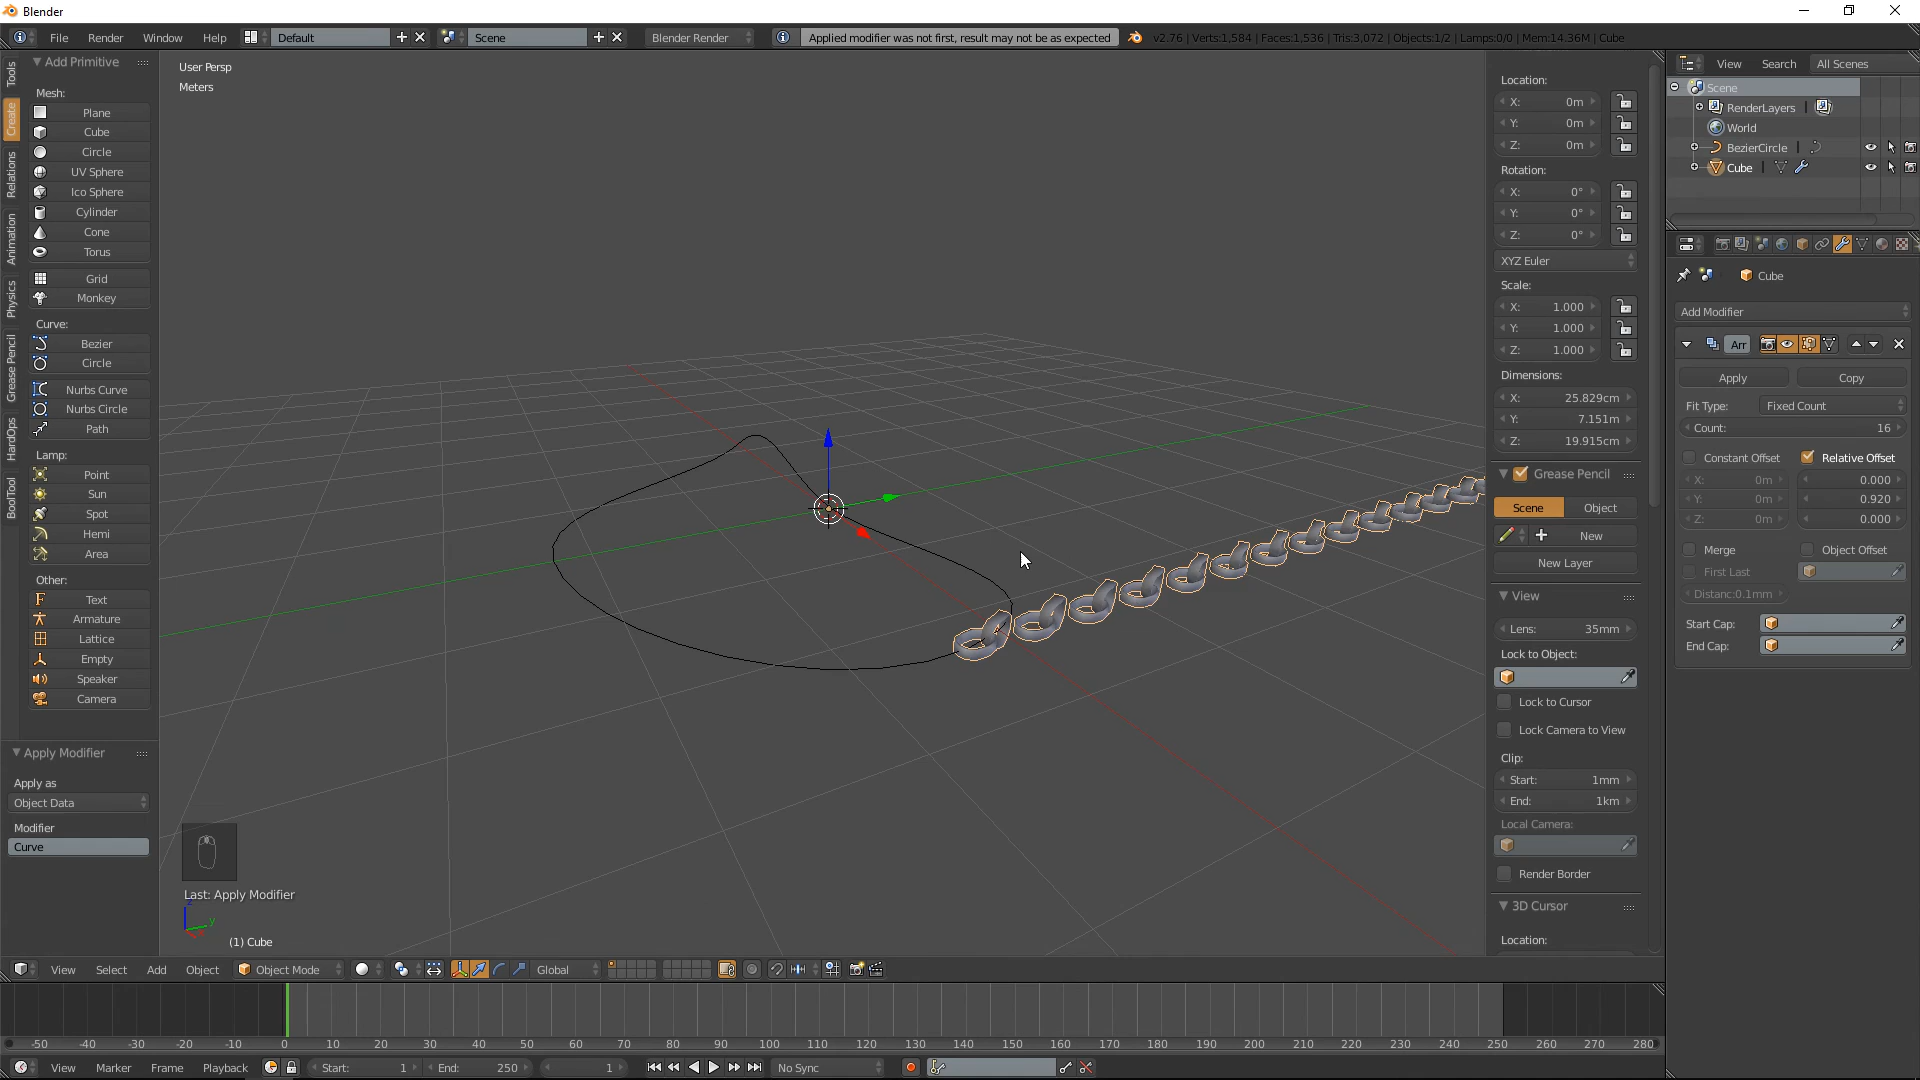 Blender
File Render Window Help Default Scene Blender Render Applied modifier was not first, result may not be as expected v2.76 | Verts:1,584 | Faces:1,536 | Tris:3,072 | Objects:1/2 | Lamps:0/0 | Mem:14.36M | Cube
Tools
Create
Relations
Animation
Physics
Grease Pencil
HardOps
BoolTool
Add Primitive
Mesh:
Plane
Cube
Circle
UV Sphere
Ico Sphere
Cylinder
Cone
Torus
Grid
Monkey
Curve:
Bezier
Circle
Nurbs Curve
Nurbs Circle
Path
Lamp:
Point
Sun
Spot
Hemi
Area
Other:
Text
Armature
Lattice
Empty
Speaker
Camera
Apply Modifier
Apply as
Object Data
Modifier
Curve
User Persp
Meters
Last: Apply Modifier
z
y
(1) Cube
View Select Add Object Object Mode Global
Location:
X: 0m
Y: 0m
Z: 0m
Rotation:
X: 0°
Y: 0°
Z: 0°
XYZ Euler
Scale:
X: 1.000
Y: 1.000
Z: 1.000
Dimensions:
X: 25.829cm
Y: 7.151m
Z: 19.915cm
Grease Pencil
Scene Object
New
New Layer
View
Lens: 35mm
Lock to Object:
Lock to Cursor
Lock Camera to View
Clip:
Start: 1mm
End: 1km
Local Camera:
Render Border
3D Cursor
Location:
View Search All Scenes
Scene
RenderLayers |
World
BezierCircle |
Cube |
Cube
Add Modifier
Arr
Apply Copy
Fit Type: Fixed Count
Count: 16
Constant Offset Relative Offset
X: 0m 0.000
Y: 0m 0.920
Z: 0m 0.000
Merge Object Offset
First Last
Distanc:0.1mm
Start Cap:
End Cap:
-50 -40 -30 -20 -10 0 10 20 30 40 50 60 70 80 90 100 110 120 130 140 150 160 170 180 190 200 210 220 230 240 250 260 270 280
View Marker Frame Playback Start: 1 End: 250 1 No Sync